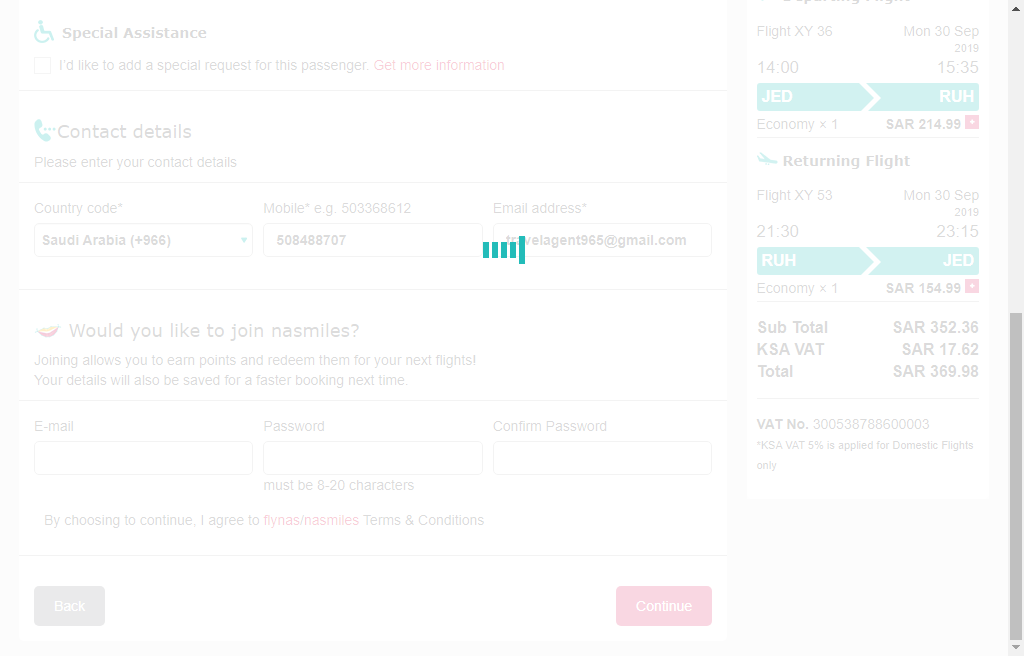 Special Assistance
I'd like to add a special request for this passenger. Get more information
Contact details
Please enter your contact details
Country code* Mobile* e.g. 503368612 Email address*
Saudi Arabia (+966) 508488707 travelagent965@gmail.com
Would you like to join nasmiles?
Joining allows you to earn points and redeem them for your next flights!
Your details will also be saved for a faster booking next time.
E-mail Password Confirm Password
must be 8-20 characters
By choosing to continue, I agree to flynas/nasmiles Terms & Conditions
Back Continue
Departing Flight
Flight XY 36 Mon 30 Sep
2019
14:00 15:35
JED RUH
Economy × 1 SAR 214.99 +
Returning Flight
Flight XY 53 Mon 30 Sep
2019
21:30 23:15
RUH JED
Economy × 1 SAR 154.99 +
Sub Total SAR 352.36
KSA VAT SAR 17.62
Total SAR 369.98
VAT No. 300538788600003
*KSA VAT 5% is applied for Domestic Flights
only